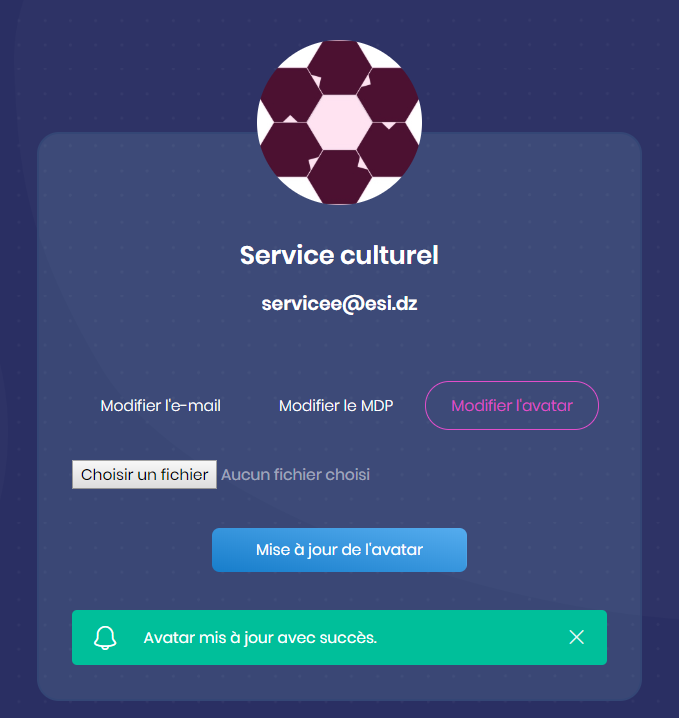 Service culturel
servicee@esi.dz
Modifier l'e-mail Modifier le MDP Modifier l'avatar
Choisir un fichier Aucun fichier choisi
Mise à jour de l'avatar
Avatar mis à jour avec succès.